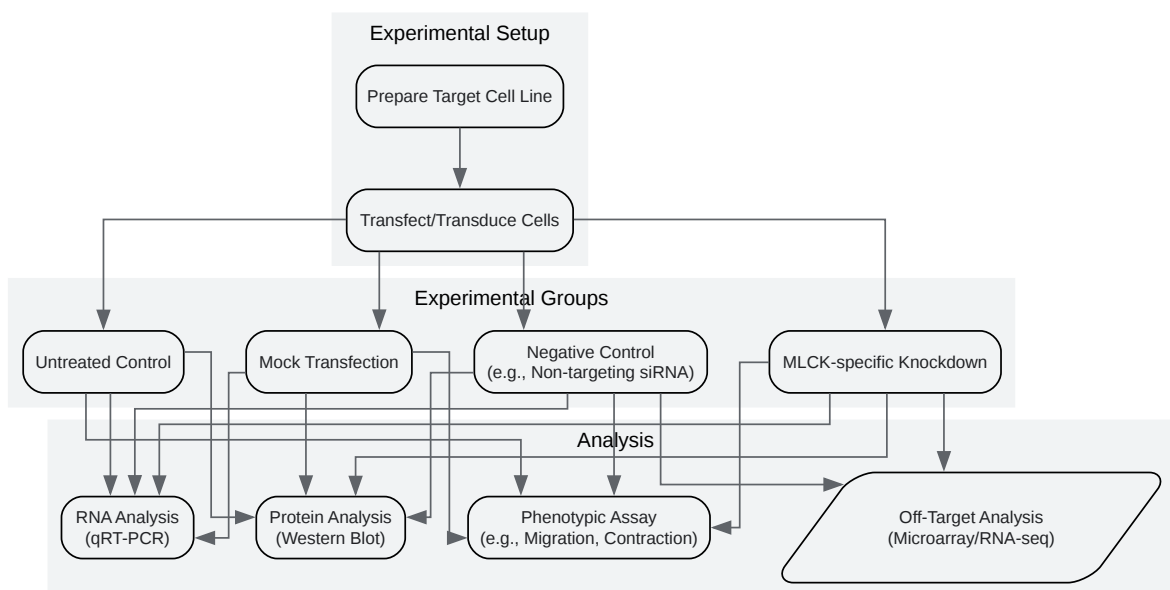 Experimental Setup
Prepare Target Cell Line
Transfect/Transduce Cells
Experimental Groups
Untreated Control
Mock Transfection
Negative Control
(e.g., Non-targeting siRNA)
MLCK-specific Knockdown
Analysis
RNA Analysis
(qRT-PCR)
Protein Analysis
(Western Blot)
Phenotypic Assay
(e.g., Migration, Contraction)
Off-Target Analysis
(Microarray/RNA-seq)